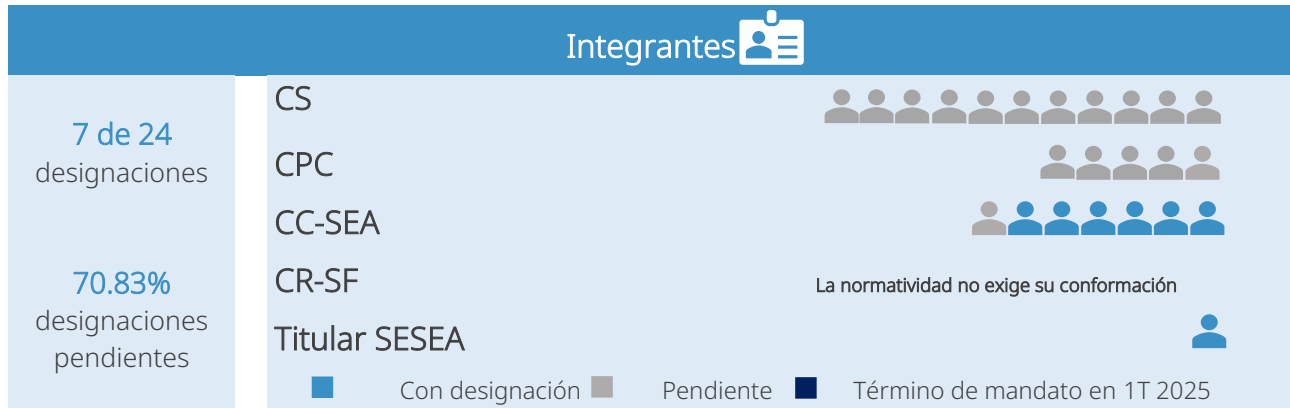 Integrantes
7 de 24
designaciones
70.83%
designaciones
pendientes
CS
CPC
CC-SEA
CR-SF
La normatividad no exige su conformación
Titular SESEA
Con designación
Pendiente
Término de mandato en 1T 2025